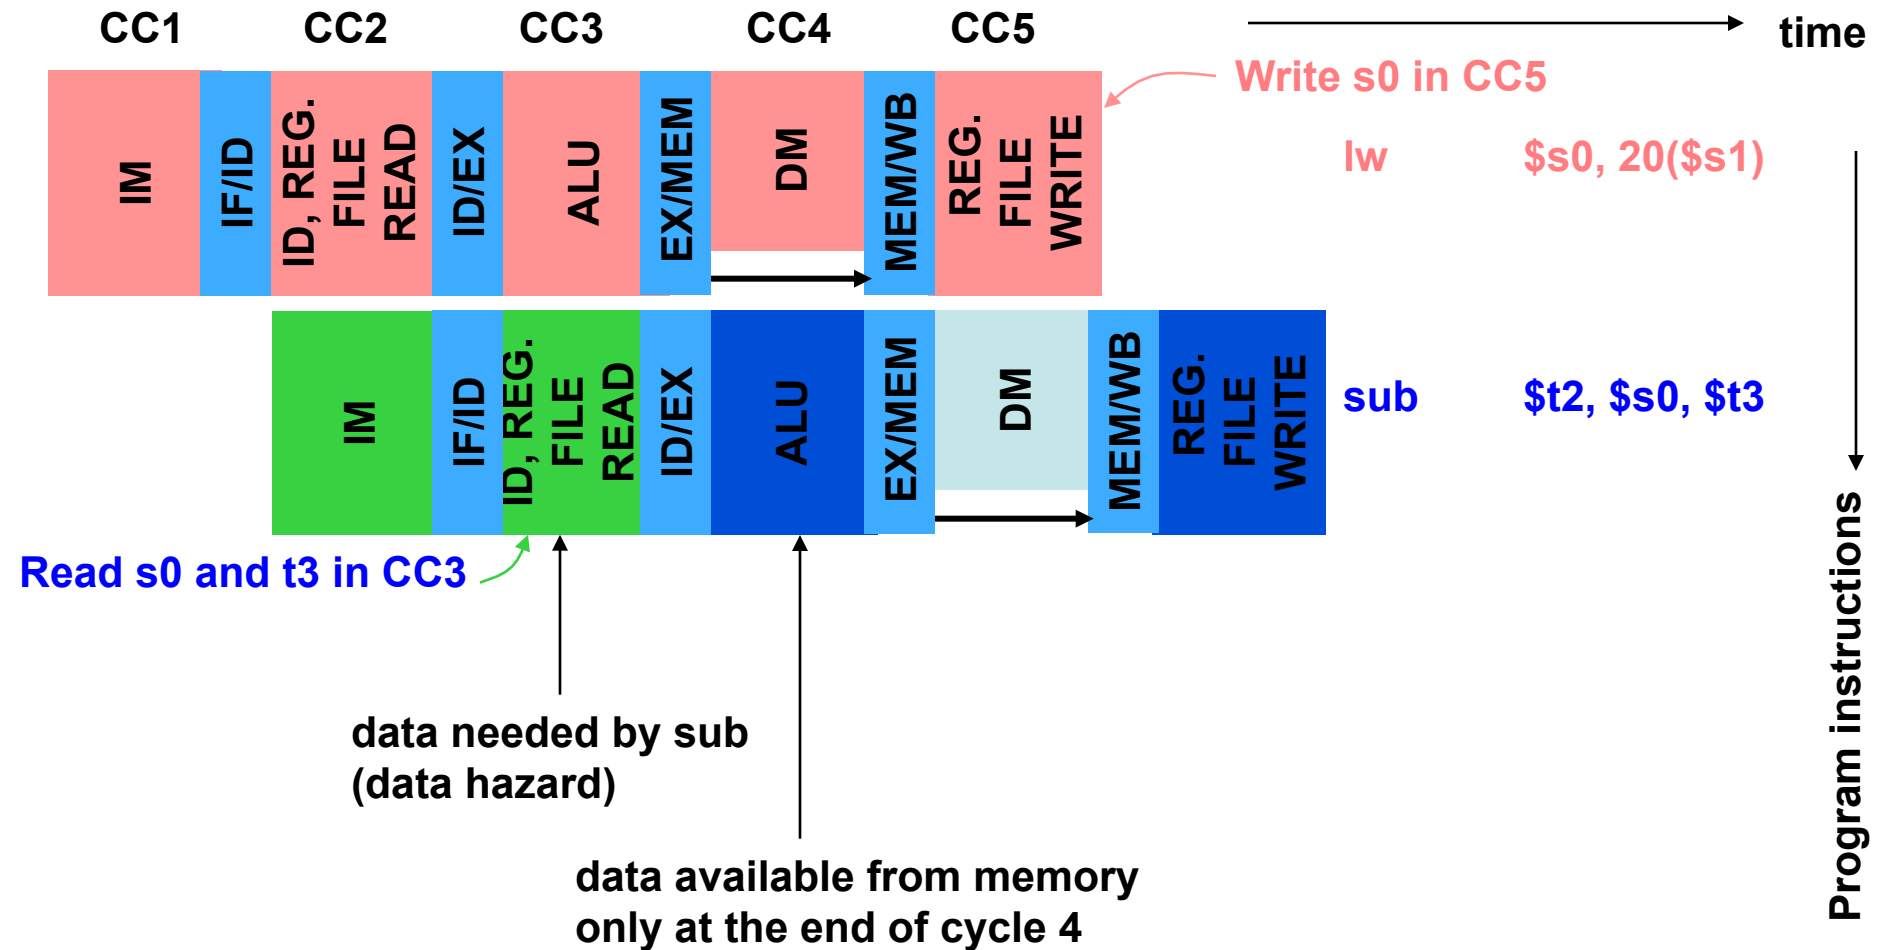 CC1 CC2 CC3 CC4 CC5 time
Write s0 in CC5
IM
IF/ID
ID, REG.
FILE
READ
ID/EX
ALU
EX/MEM
DM
MEM/WB
REG.
FILE
WRITE
lw $s0, 20($s1)
IM
IF/ID
ID, REG.
FILE
READ
ID/EX
ALU
EX/MEM
DM
MEM/WB
REG.
FILE
WRITE
sub $t2, $s0, $t3
Read s0 and t3 in CC3
data needed by sub
(data hazard)
data available from memory
only at the end of cycle 4
Program instructions